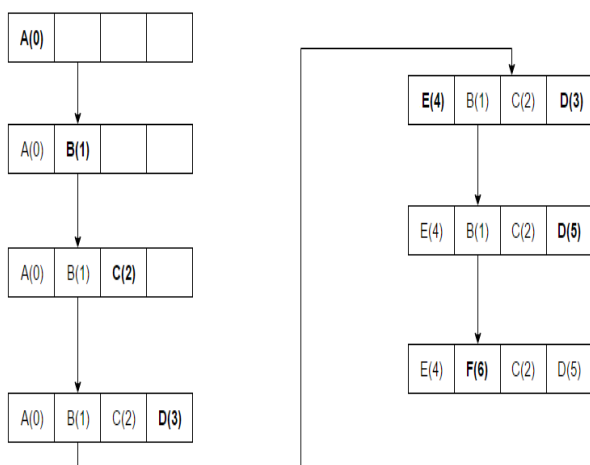 A(0)
A(0) B(1)
A(0) B(1) C(2)
A(0) B(1) C(2) D(3)
E(4) B(1) C(2) D(3)
E(4) B(1) C(2) D(5)
E(4) F(6) C(2) D(5)